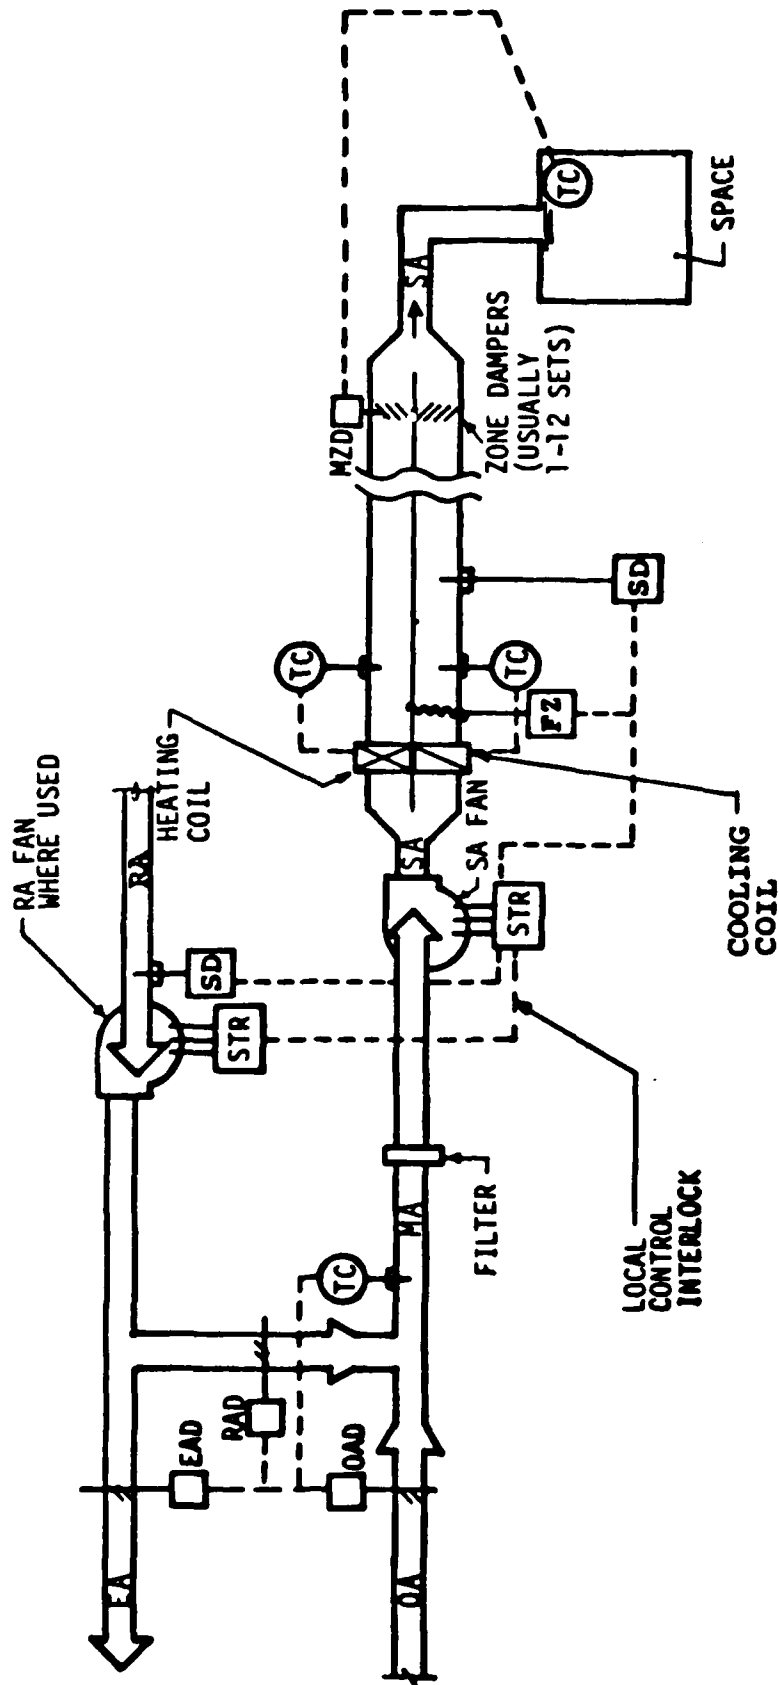 RA FAN
WHERE USED
RA
HEATING
COIL
SD
STR
EA
EAD
RAD
OAD
OA
TC
MA
FILTER
SA
SA FAN
STR
LOCAL
CONTROL
INTERLOCK
TC
TC
FZ
SD
COOLING
COIL
MZD
ZONE DAMPERS
(USUALLY
1-12 SETS)
SA
TC
SPACE